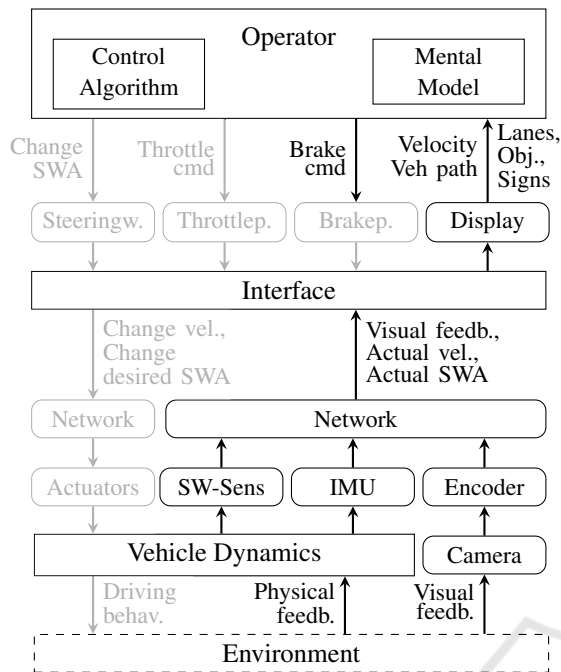 Operator
Control
Algorithm
Mental
Model
Change
SWA
Throttle
cmd
Brake
cmd
Velocity
Veh path
Lanes,
Obj.,
Signs
Steeringw.
Throttlep.
Brakep.
Display
Interface
Change vel.,
Change
desired SWA
Visual feedb.,
Actual vel.,
Actual SWA
Network
Network
Actuators
SW-Sens
IMU
Encoder
Vehicle Dynamics
Camera
Driving
behav.
Physical
feedb.
Visual
feedb.
Environment